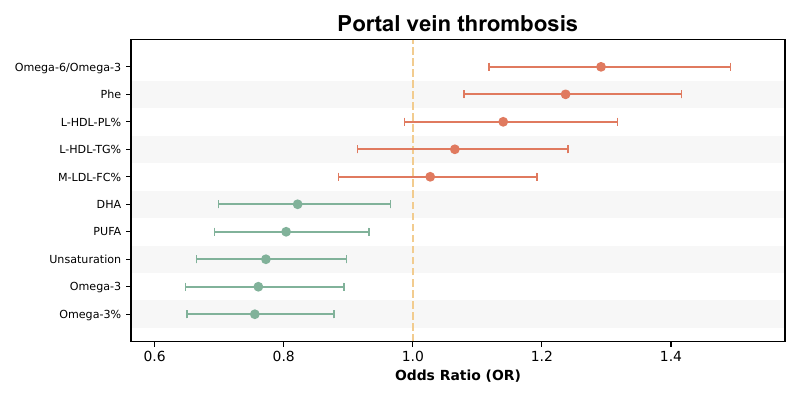 Portal vein thrombosis
Omega-6/Omega-3
Phe
L-HDL-PL%
L-HDL-TG%
M-LDL-FC%
DHA
PUFA
Unsaturation
Omega-3
Omega-3%
0.6 0.8 1.0 1.2 1.4
Odds Ratio (OR)